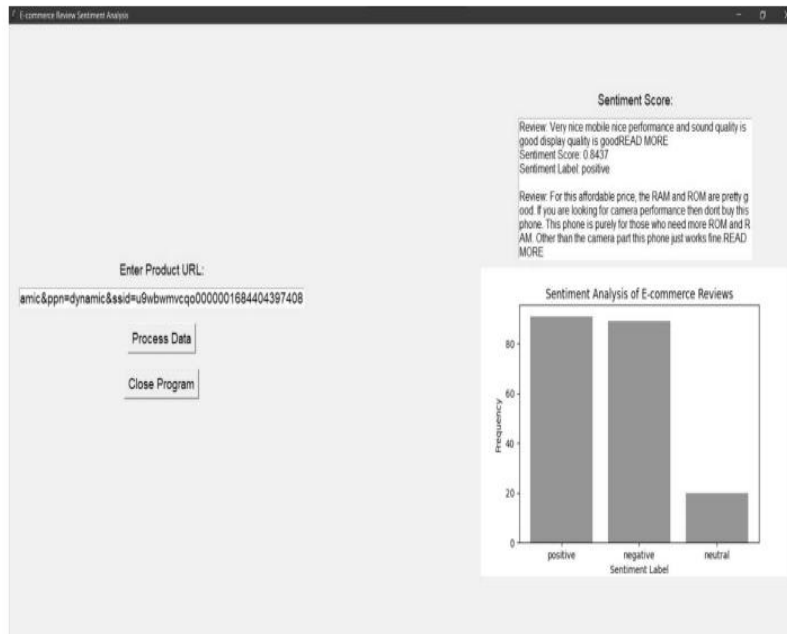 E-commerce Review Sentiment Analysis
Enter Product URL:
amic&ppn=dynamic&ssid=u9wbwmvcqo0000001684404397408
Process Data
Close Program
Sentiment Score:
Review: Very nice mobile nice performance and sound quality is
good display quality is goodREAD MORE
Sentiment Score: 0.8437
Sentiment Label: positive
Review: For this affordable price, the RAM and ROM are pretty g
ood. If you are looking for camera performance then dont buy this
phone. This phone is purely for those who need more ROM and R
AM. Other than the camera part this phone just works fine.READ
MORE
Sentiment Analysis of E-commerce Reviews
Frequency
80
60
40
20
0
positive negative neutral
Sentiment Label